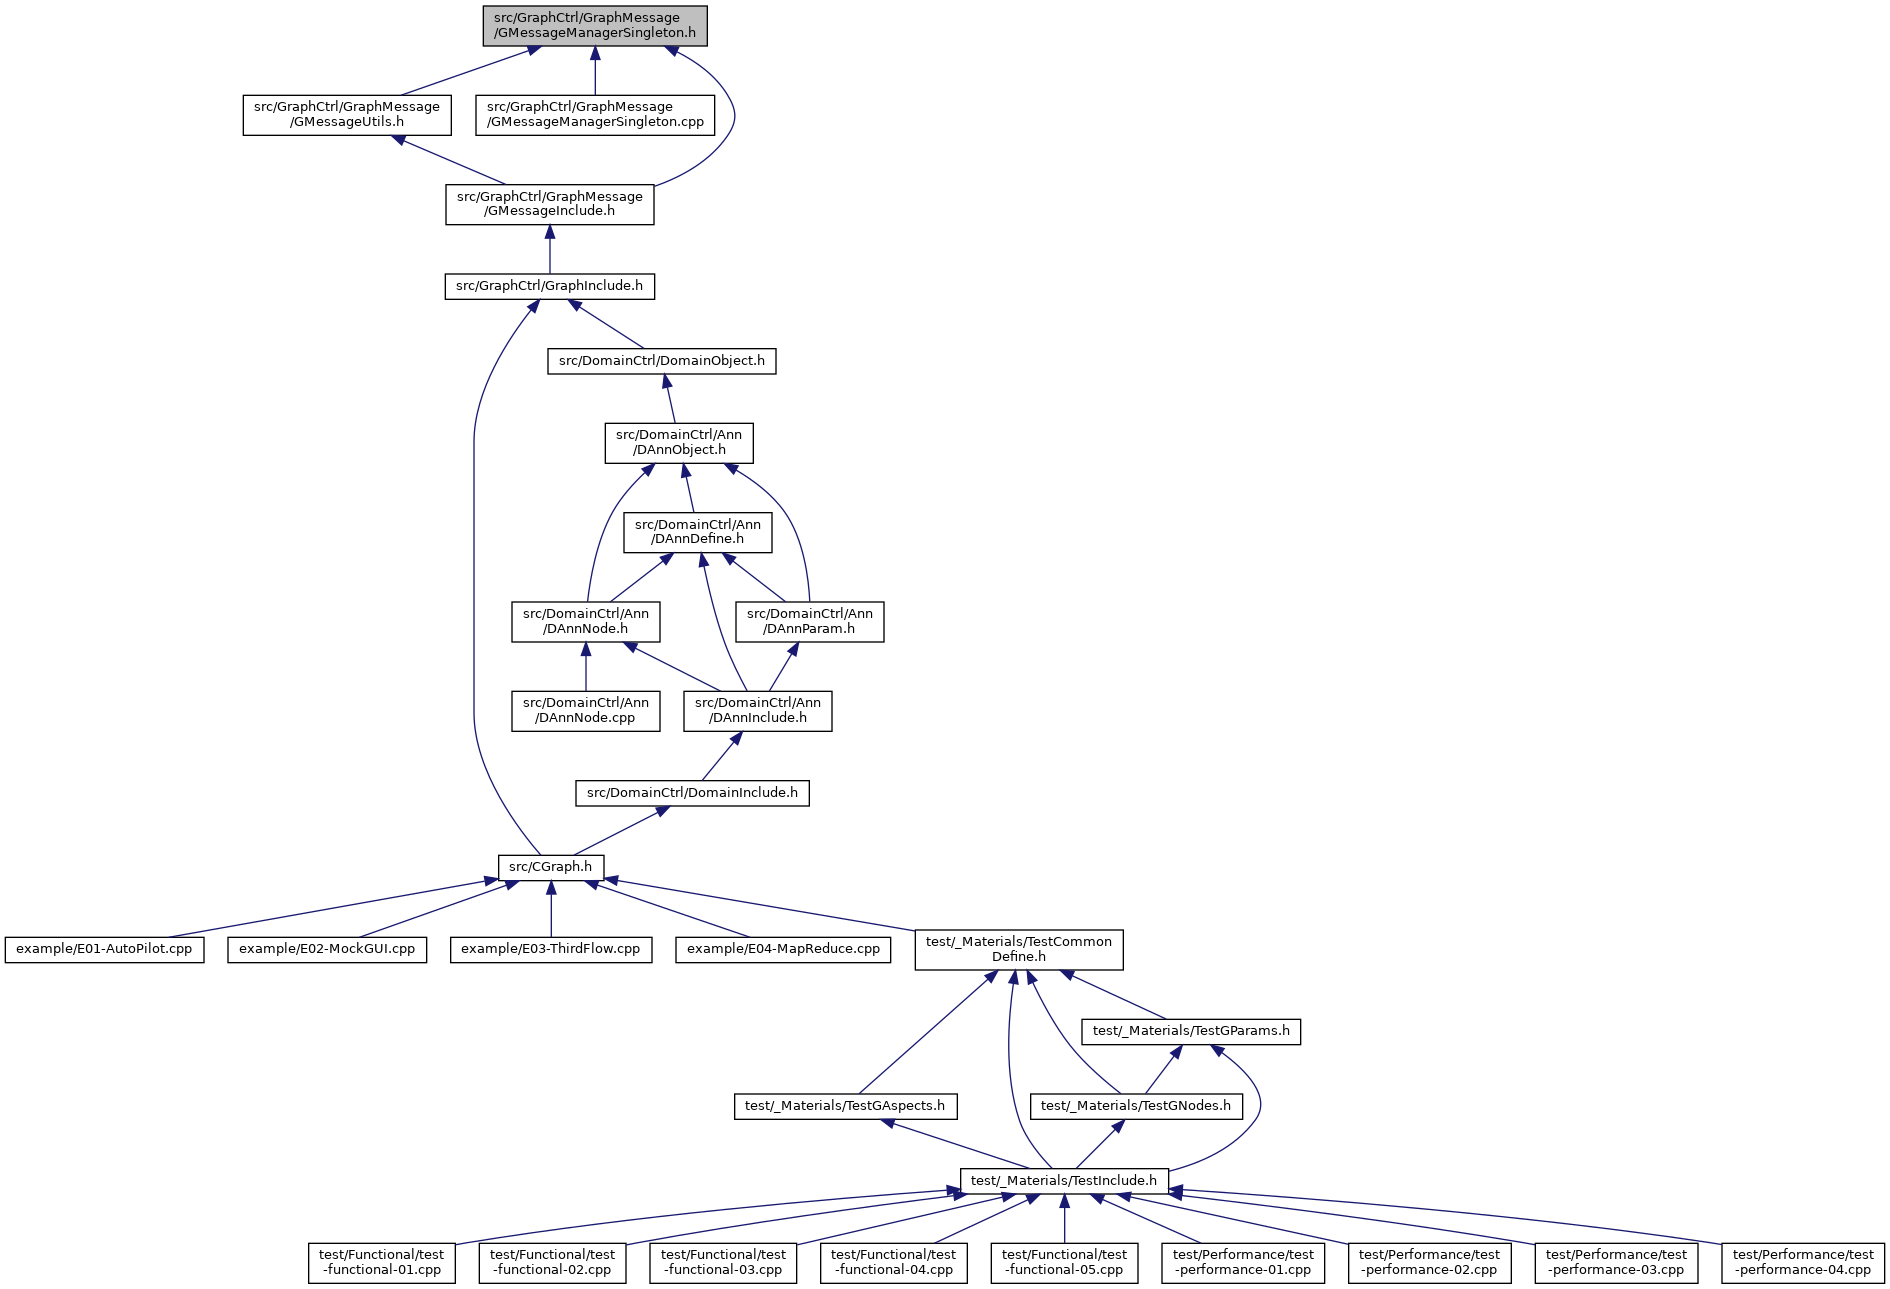 src/GraphCtrl/GraphMessage
/GMessageManagerSingleton.h
src/GraphCtrl/GraphMessage
/GMessageUtils.h
src/GraphCtrl/GraphMessage
/GMessageManagerSingleton.cpp
src/GraphCtrl/GraphMessage
/GMessageInclude.h
src/GraphCtrl/GraphInclude.h
src/DomainCtrl/DomainObject.h
src/DomainCtrl/Ann
/DAnnObject.h
src/DomainCtrl/Ann
/DAnnDefine.h
src/DomainCtrl/Ann
/DAnnNode.h
src/DomainCtrl/Ann
/DAnnParam.h
src/DomainCtrl/Ann
/DAnnNode.cpp
src/DomainCtrl/Ann
/DAnnInclude.h
src/DomainCtrl/DomainInclude.h
src/CGraph.h
example/E01-AutoPilot.cpp
example/E02-MockGUI.cpp
example/E03-ThirdFlow.cpp
example/E04-MapReduce.cpp
test/_Materials/TestCommon
Define.h
test/_Materials/TestGParams.h
test/_Materials/TestGAspects.h
test/_Materials/TestGNodes.h
test/_Materials/TestInclude.h
test/Functional/test
-functional-01.cpp
test/Functional/test
-functional-02.cpp
test/Functional/test
-functional-03.cpp
test/Functional/test
-functional-04.cpp
test/Functional/test
-functional-05.cpp
test/Performance/test
-performance-01.cpp
test/Performance/test
-performance-02.cpp
test/Performance/test
-performance-03.cpp
test/Performance/test
-performance-04.cpp